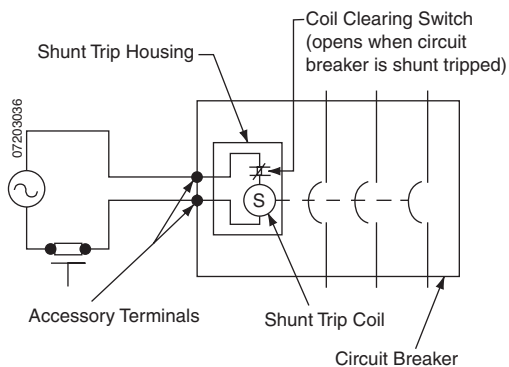 Coil Clearing Switch
(opens when circuit
breaker is shunt tripped)
Shunt Trip Housing
07203036
S
Accessory Terminals
Shunt Trip Coil
Circuit Breaker